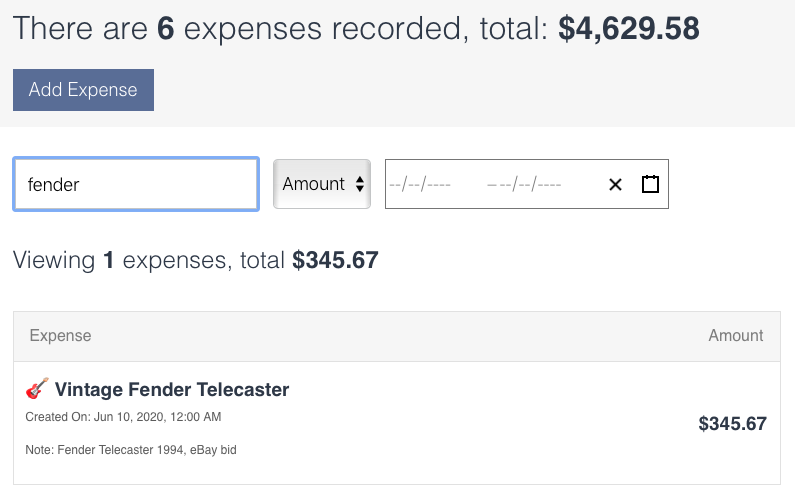 There are 6 expenses recorded, total: $4,629.58
Add Expense
fender
Amount
--/--/---- – --/--/----
Viewing 1 expenses, total $345.67
Expense Amount
🎸 Vintage Fender Telecaster
Created On: Jun 10, 2020, 12:00 AM
$345.67
Note: Fender Telecaster 1994, eBay bid